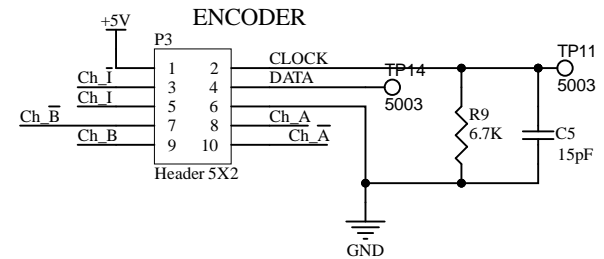 ENCODER
+5V
P3
1 2 CLOCK TP11
Ch_I̅ 3 4 DATA TP14 5003
Ch_I 5 6 5003
Ch_B̅ 7 8 Ch_A R9 C5
Ch_B 9 10 Ch_A̅ 6.7K 15pF
Header 5X2
GND